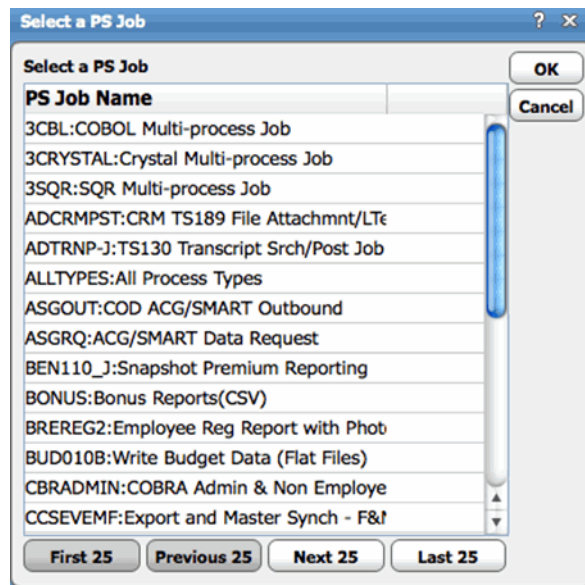 Select a PS Job ? ×
Select a PS Job
OK
PS Job Name
Cancel
3CBL:COBOL Multi-process Job
3CRYSTAL:Crystal Multi-process Job
3SQR:SQR Multi-process Job
ADCRMPST:CRM TS189 File Attachmnt/LTe
ADTRNP-J:TS130 Transcript Srch/Post Job
ALLTYPES:All Process Types
ASGOUT:COD ACG/SMART Outbound
ASGRQ:ACG/SMART Data Request
BEN110_J:Snapshot Premium Reporting
BONUS:Bonus Reports(CSV)
BREREG2:Employee Reg Report with Phot
BUD010B:Write Budget Data (Flat Files)
CBRADMIN:COBRA Admin & Non Employe
CCSEVEMF:Export and Master Synch - F&
First 25 Previous 25 Next 25 Last 25